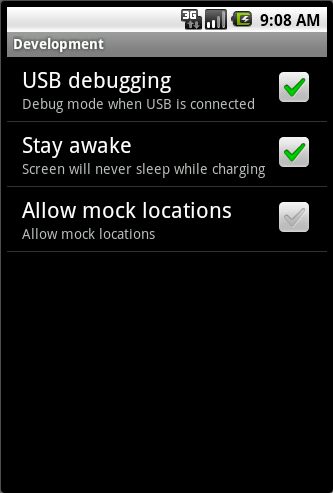 3G 9:08 AM
Development
USB debugging
Debug mode when USB is connected
Stay awake
Screen will never sleep while charging
Allow mock locations
Allow mock locations